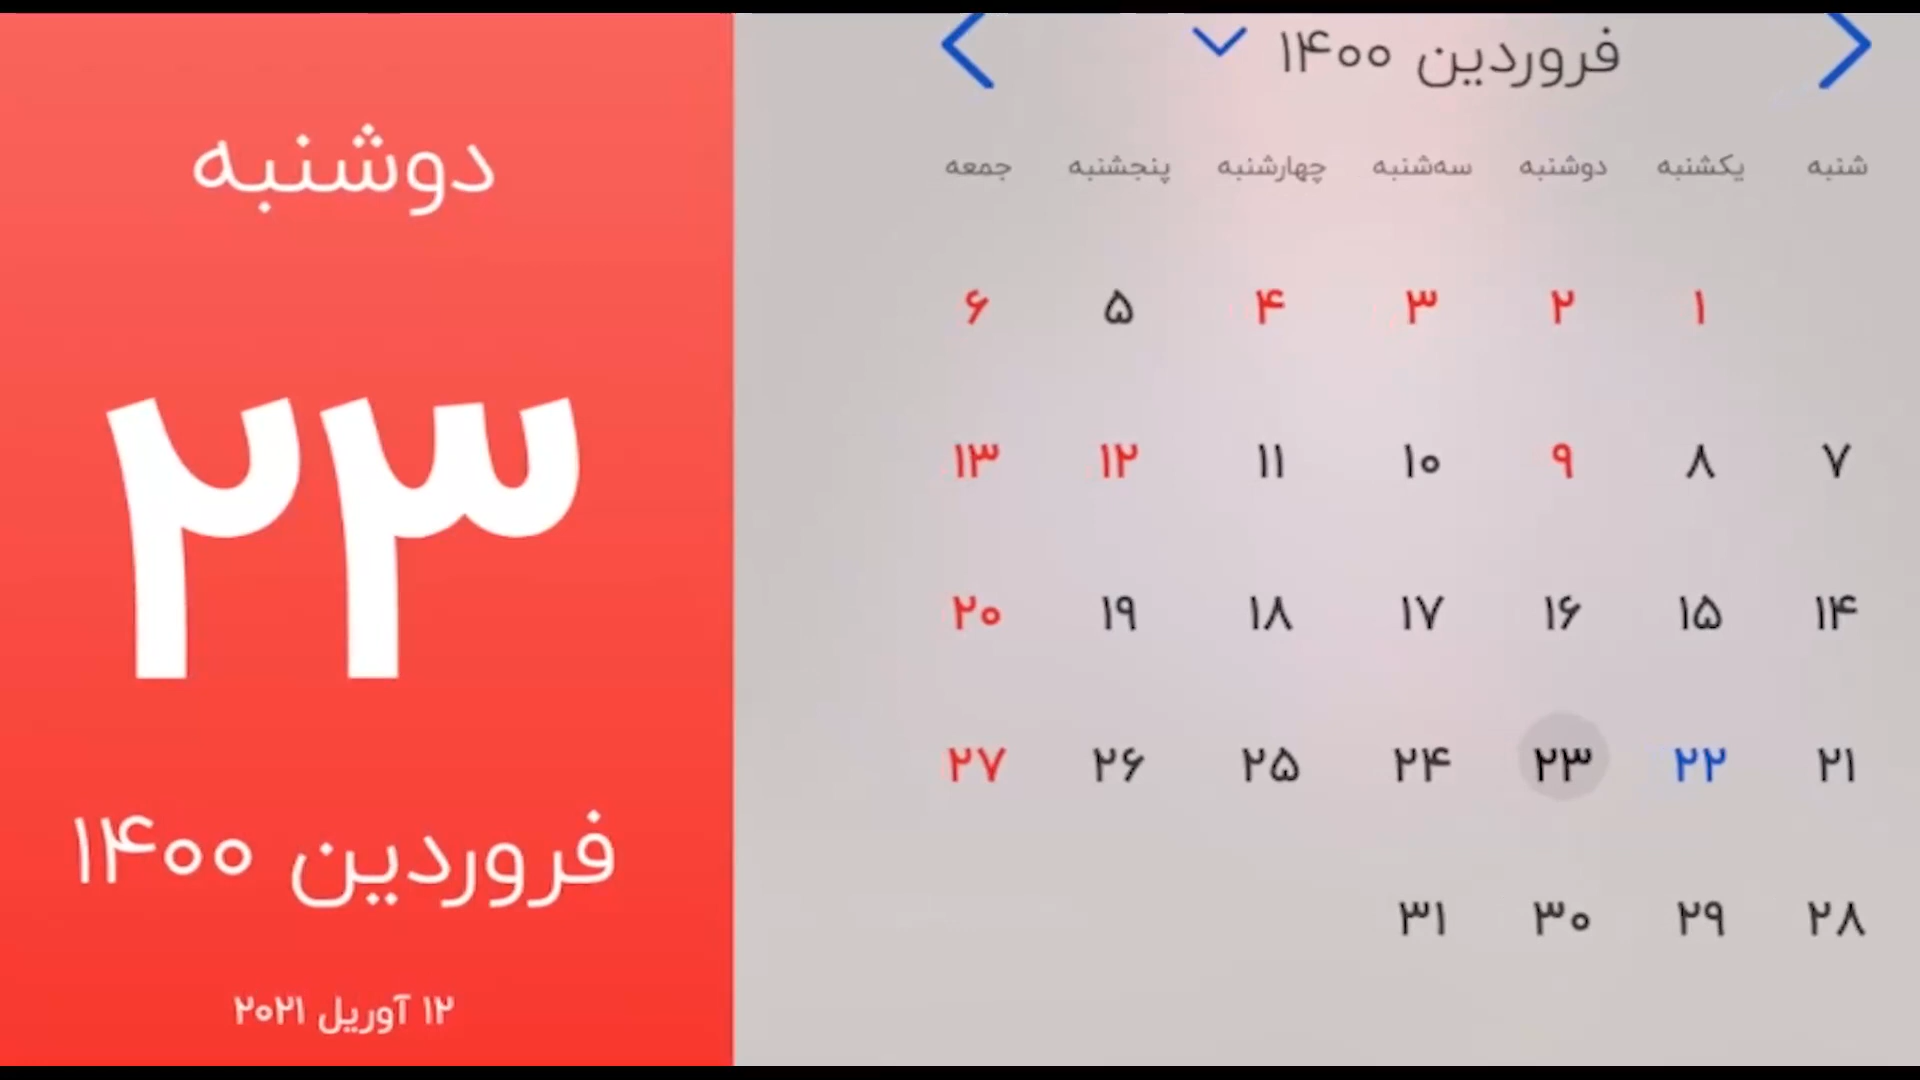 دوشنبه
۲۳
فروردین ۱۴۰۰
۱۲ آوریل ۲۰۲۱
فروردین ۱۴۰۰
شنبه یکشنبه دوشنبه سه‌شنبه چهارشنبه پنجشنبه جمعه
۱ ۲ ۳ ۴ ۵ ۶
۷ ۸ ۹ ۱۰ ۱۱ ۱۲ ۱۳
۱۴ ۱۵ ۱۶ ۱۷ ۱۸ ۱۹ ۲۰
۲۱ ۲۲ ۲۳ ۲۴ ۲۵ ۲۶ ۲۷
۲۸ ۲۹ ۳۰ ۳۱